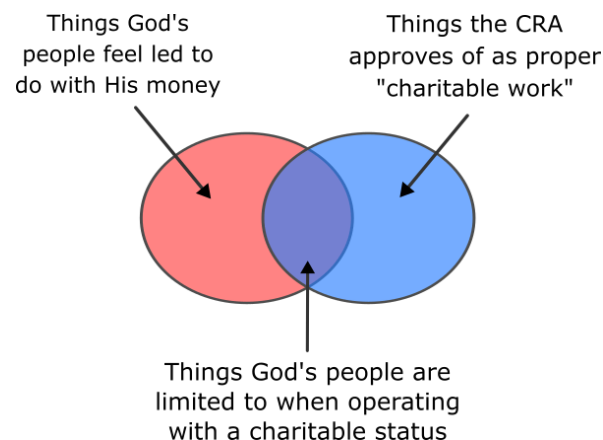 Things God's
people feel led to
do with His money
Things the CRA
approves of as proper
"charitable work"
Things God's people are
limited to when operating
with a charitable status